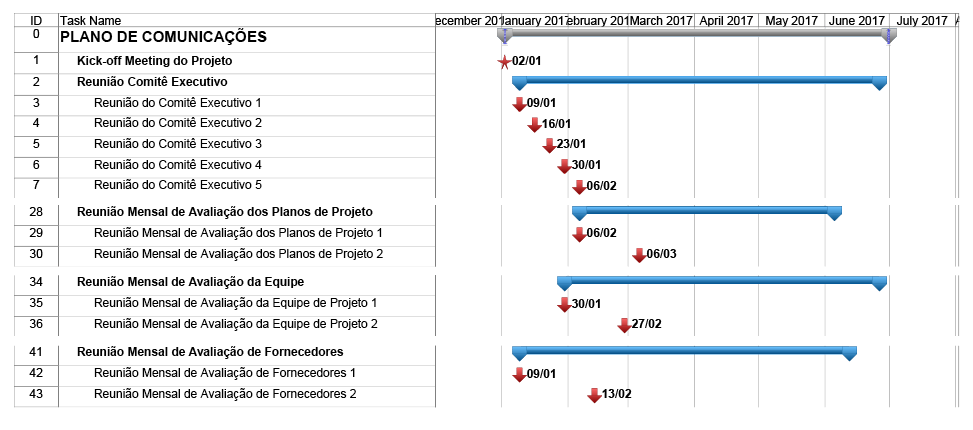 ID Task Name ecember 201 January 2017 ebruary 201 March 2017 April 2017 May 2017 June 2017 July 2017
0 PLANO DE COMUNICAÇÕES
1 Kick-off Meeting do Projeto 02/01
2 Reunião Comitê Executivo
3 Reunião do Comitê Executivo 1 09/01
4 Reunião do Comitê Executivo 2 16/01
5 Reunião do Comitê Executivo 3 23/01
6 Reunião do Comitê Executivo 4 30/01
7 Reunião do Comitê Executivo 5 06/02
28 Reunião Mensal de Avaliação dos Planos de Projeto
29 Reunião Mensal de Avaliação dos Planos de Projeto 1 06/02
30 Reunião Mensal de Avaliação dos Planos de Projeto 2 06/03
34 Reunião Mensal de Avaliação da Equipe
35 Reunião Mensal de Avaliação da Equipe de Projeto 1 30/01
36 Reunião Mensal de Avaliação da Equipe de Projeto 2 27/02
41 Reunião Mensal de Avaliação de Fornecedores
42 Reunião Mensal de Avaliação de Fornecedores 1 09/01
43 Reunião Mensal de Avaliação de Fornecedores 2 13/02